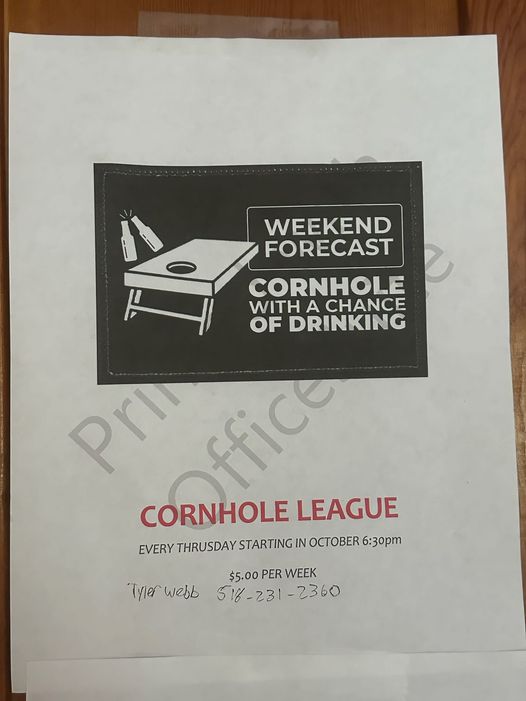 WEEKEND
FORECAST
CORNHOLE
WITH A CHANCE
OF DRINKING
CORNHOLE LEAGUE
EVERY THRUSDAY STARTING IN OCTOBER 6:30pm
$5.00 PER WEEK
Tyler Webb 518-231-2360